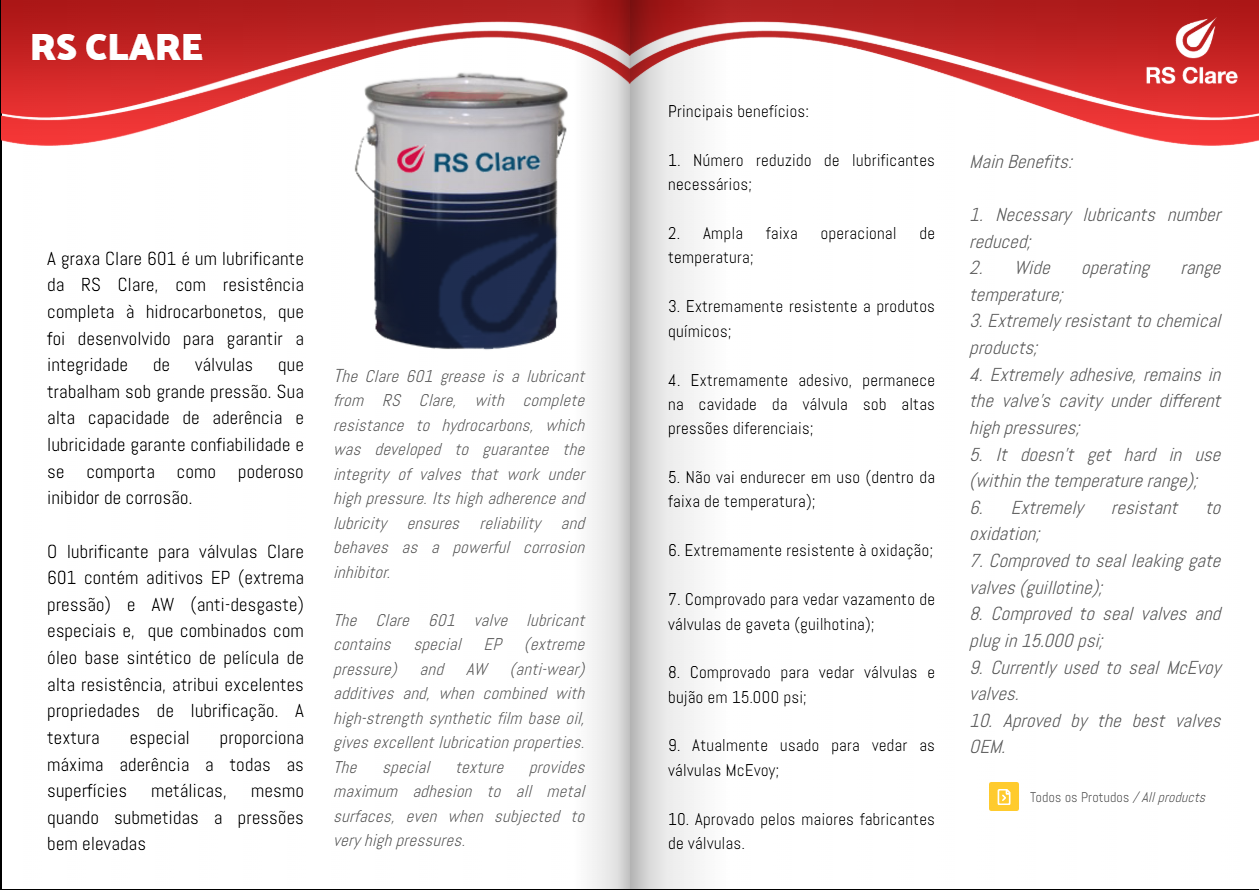 RS CLARE
RS Clare
RS Clare
A graxa Clare 601 é um lubrificante
da RS Clare, com resistência
completa à hidrocarbonetos, que
foi desenvolvido para garantir a
integridade de válvulas que
trabalham sob grande pressão. Sua
alta capacidade de aderência e
lubricidade garante confiabilidade e
se comporta como poderoso
inibidor de corrosão.
O lubrificante para válvulas Clare
601 contém aditivos EP (extrema
pressão) e AW (anti-desgaste)
especiais e, que combinados com
óleo base sintético de película de
alta resistência, atribui excelentes
propriedades de lubrificação. A
textura especial proporciona
máxima aderência a todas as
superfícies metálicas, mesmo
quando submetidas a pressões
bem elevadas
The Clare 601 grease is a lubricant
from RS Clare, with complete
resistance to hydrocarbons, which
was developed to guarantee the
integrity of valves that work under
high pressure. Its high adherence and
lubricity ensures reliability and
behaves as a powerful corrosion
inhibitor.
The Clare 601 valve lubricant
contains special EP (extreme
pressure) and AW (anti-wear)
additives and, when combined with
high-strength synthetic film base oil,
gives excellent lubrication properties.
The special texture provides
maximum adhesion to all metal
surfaces, even when subjected to
very high pressures.
Principais benefícios:
1. Número reduzido de lubrificantes
necessários;
2. Ampla faixa operacional de
temperatura;
3. Extremamente resistente a produtos
químicos;
4. Extremamente adesivo, permanece
na cavidade da válvula sob altas
pressões diferenciais;
5. Não vai endurecer em uso (dentro da
faixa de temperatura);
6. Extremamente resistente à oxidação;
7. Comprovado para vedar vazamento de
válvulas de gaveta (guilhotina);
8. Comprovado para vedar válvulas e
bujão em 15.000 psi;
9. Atualmente usado para vedar as
válvulas McEvoy;
10. Aprovado pelos maiores fabricantes
de válvulas.
Main Benefits:
1. Necessary lubricants number
reduced;
2. Wide operating range
temperature;
3. Extremely resistant to chemical
products;
4. Extremely adhesive, remains in
the valve's cavity under different
high pressures;
5. It doesn't get hard in use
(within the temperature range);
6. Extremely resistant to
oxidation;
7. Comproved to seal leaking gate
valves (guillotine);
8. Comproved to seal valves and
plug in 15.000 psi;
9. Currently used to seal McEvoy
valves.
10. Aproved by the best valves
OEM.
Todos os Protudos / All products